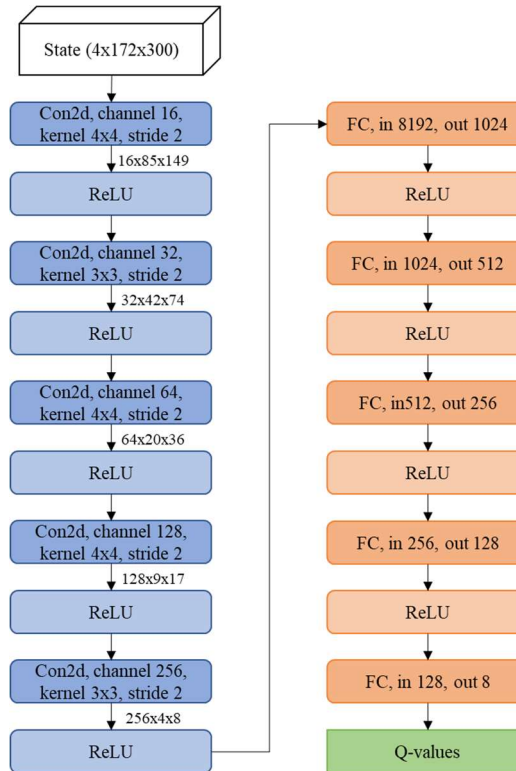 State (4x172x300)
Con2d, channel 16,
kernel 4x4, stride 2
16x85x149
ReLU
Con2d, channel 32,
kernel 3x3, stride 2
32x42x74
ReLU
Con2d, channel 64,
kernel 4x4, stride 2
64x20x36
ReLU
Con2d, channel 128,
kernel 4x4, stride 2
128x9x17
ReLU
Con2d, channel 256,
kernel 3x3, stride 2
256x4x8
ReLU
FC, in 8192, out 1024
ReLU
FC, in 1024, out 512
ReLU
FC, in512, out 256
ReLU
FC, in 256, out 128
ReLU
FC, in 128, out 8
Q-values